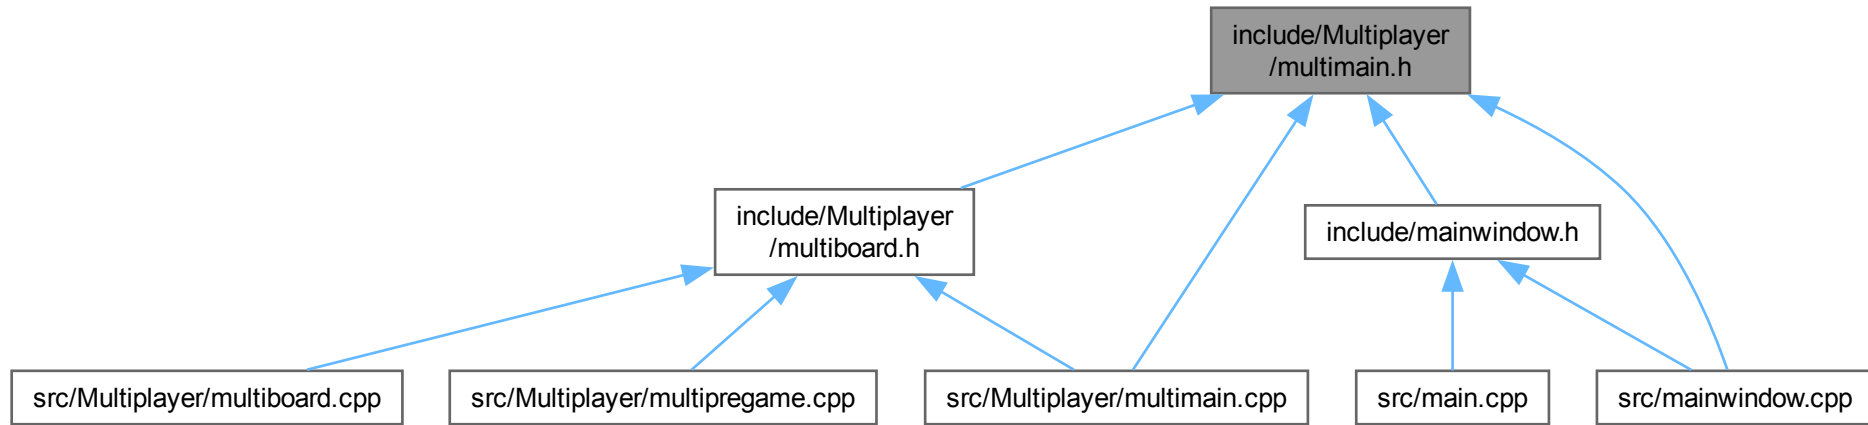 include/Multiplayer
/multimain.h
include/Multiplayer
/multiboard.h
include/mainwindow.h
src/Multiplayer/multiboard.cpp
src/Multiplayer/multipregame.cpp
src/Multiplayer/multimain.cpp
src/main.cpp
src/mainwindow.cpp